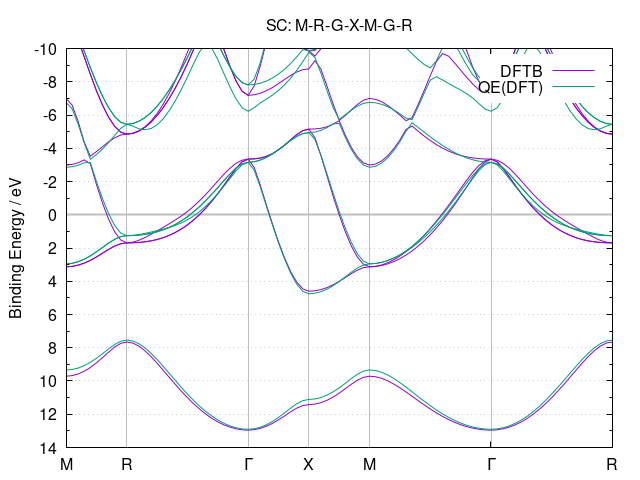 SC: M-R-G-X-M-G-R
DFTB
QE(DFT)
Binding Energy / eV
-10
-8
-6
-4
-2
0
2
4
6
8
10
12
14
M R Γ X M Γ R